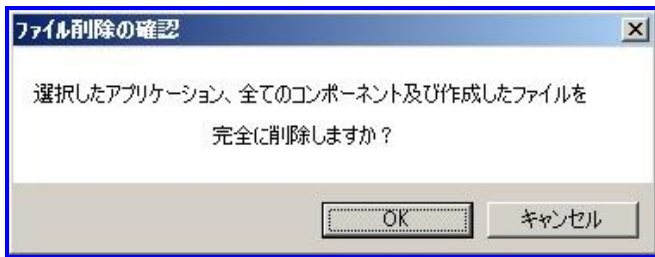 ファイル削除の確認
選択したアプリケーション、全てのコンポーネント及び作成したファイルを
完全に削除しますか？
OK
キャンセル